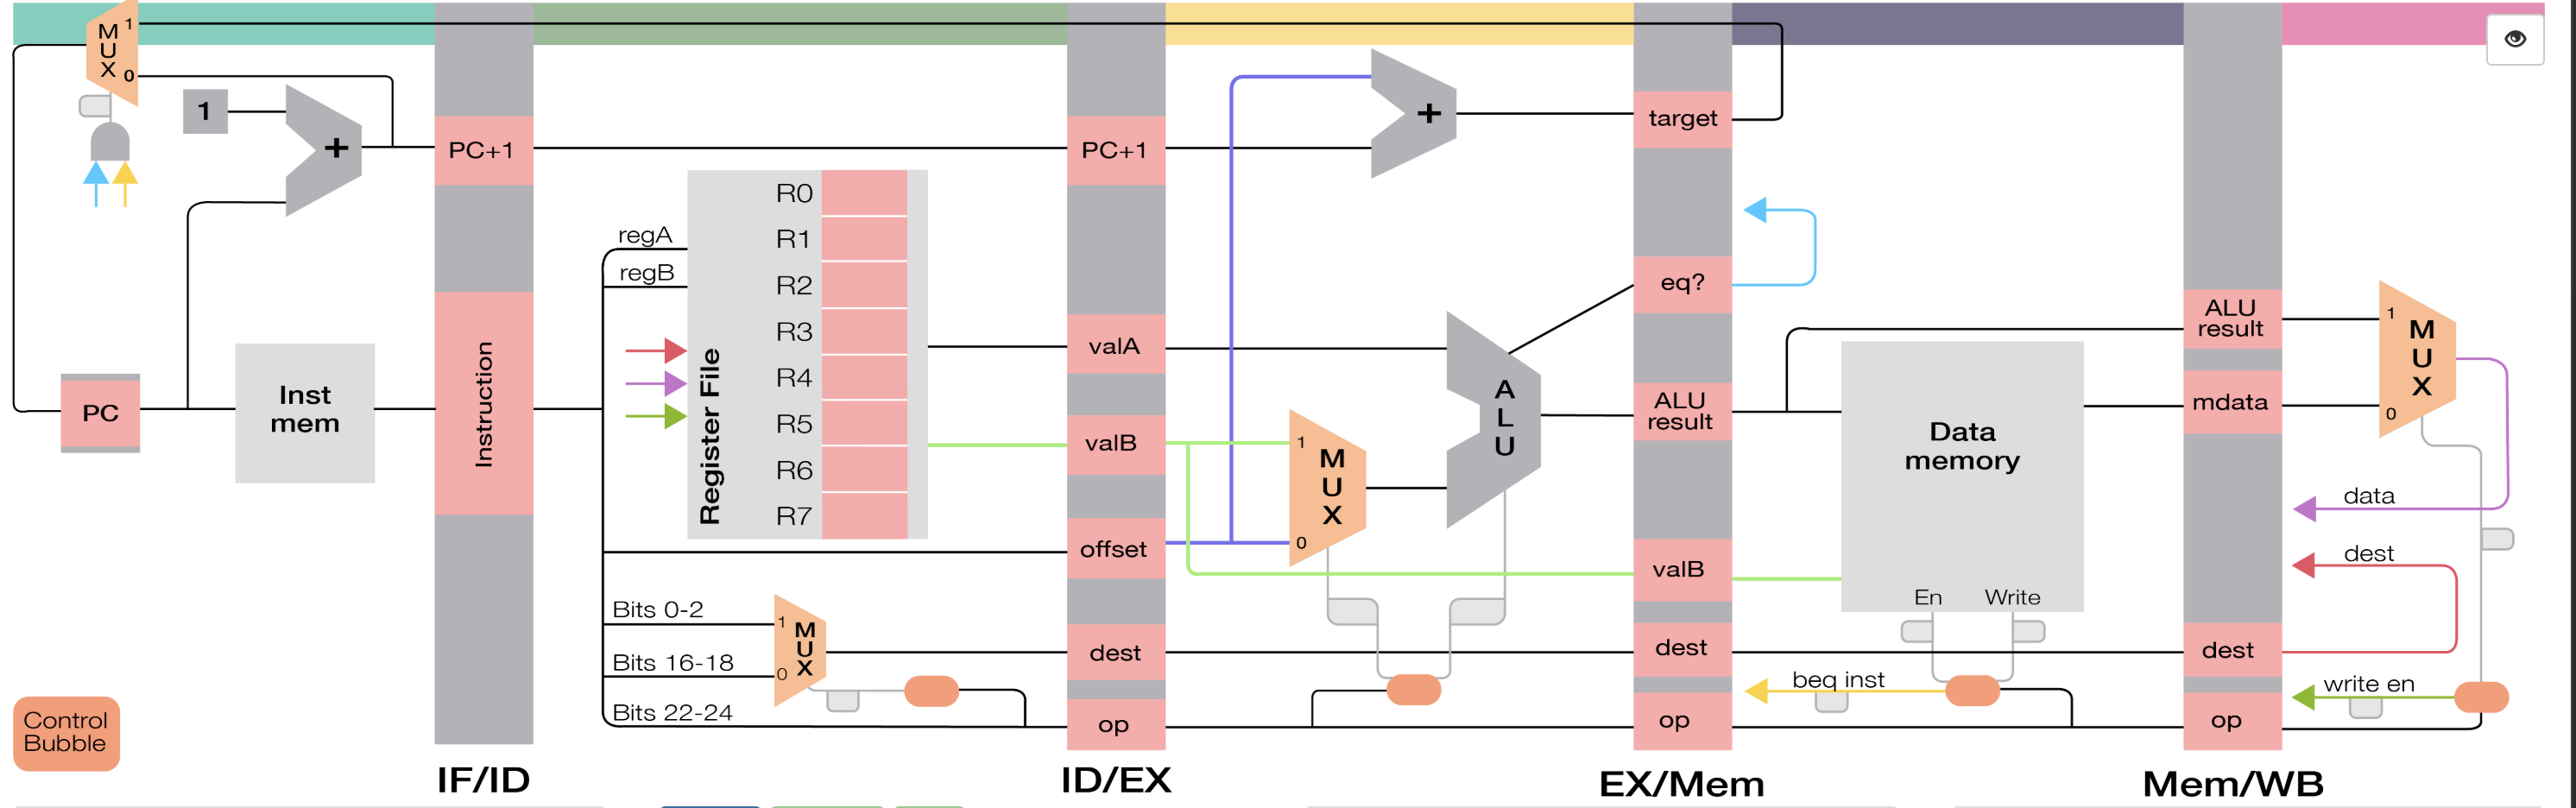 M
U
X
1
0
1
+
PC+1
PC
Inst
mem
Instruction
regA
regB
Register File
R0
R1
R2
R3
R4
R5
R6
R7
Bits 0-2
Bits 16-18
Bits 22-24
1
0
M
U
X
Control
Bubble
IF/ID
PC+1
valA
valB
offset
dest
op
ID/EX
+
1
0
M
U
X
A
L
U
target
eq?
ALU
result
valB
dest
op
EX/Mem
Data
memory
En
Write
beq inst
ALU
result
mdata
dest
op
Mem/WB
1
0
M
U
X
data
dest
write en